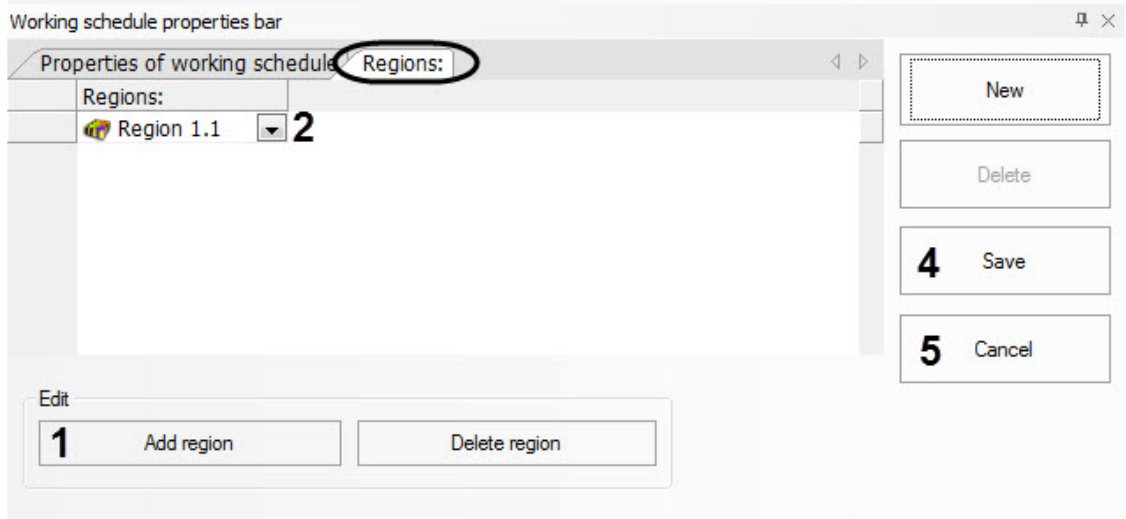 Working schedule properties bar
Properties of working schedule Regions:
Regions:
Region 1.1 2
New
Delete
4 Save
5 Cancel
Edit
1 Add region Delete region